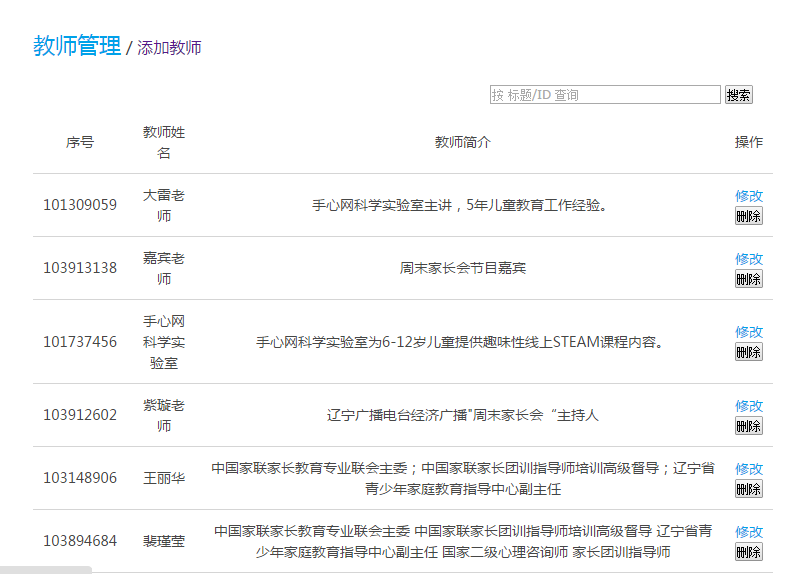 教师管理 / 添加教师
按 标题/ID 查询 搜索
序号 教师姓 教师简介 操作
名
101309059 大雷老 手心网科学实验室主讲，5年儿童教育工作经验。 修改
师 删除
103913138 嘉宾老 周末家长会节目嘉宾 修改
师 删除
手心网
101737456 科学实 手心网科学实验室为6-12岁儿童提供趣味性线上STEAM课程内容。 修改
验室 删除
103912602 紫璇老 辽宁广播电台经济广播"周末家长会“主持人 修改
师 删除
103148906 王丽华 中国家联家长教育专业联会主委；中国家联家长团训指导师培训高级督导；辽宁省 修改
青少年家庭教育指导中心副主任 删除
103894684 裴瑾莹 中国家联家长教育专业联会主委 中国家联家长团训指导师培训高级督导 辽宁省青 修改
少年家庭教育指导中心副主任 国家二级心理咨询师 家长团训指导师 删除